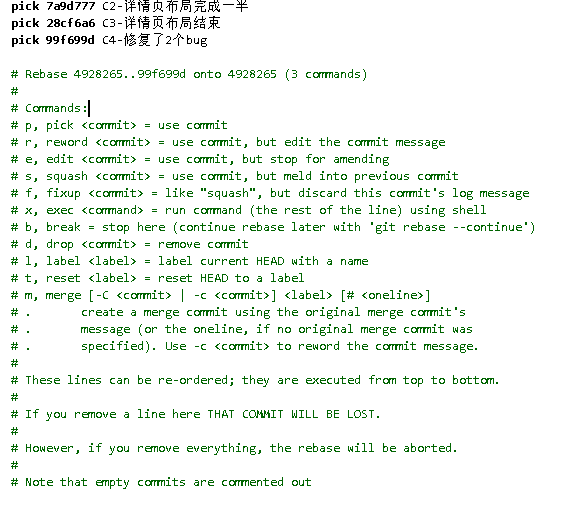 pick 7a9d777 C2-详情页布局完成一半
pick 28cf6a6 C3-详情页布局结束
pick 99f699d C4-修复了2个bug
# Rebase 4928265..99f699d onto 4928265 (3 commands)
#
# Commands:
# p, pick <commit> = use commit
# r, reword <commit> = use commit, but edit the commit message
# e, edit <commit> = use commit, but stop for amending
# s, squash <commit> = use commit, but meld into previous commit
# f, fixup <commit> = like "squash", but discard this commit's log message
# x, exec <command> = run command (the rest of the line) using shell
# b, break = stop here (continue rebase later with 'git rebase --continue')
# d, drop <commit> = remove commit
# l, label <label> = label current HEAD with a name
# t, reset <label> = reset HEAD to a label
# m, merge [-C <commit> | -c <commit>] <label> [# <oneline>]
# .       create a merge commit using the original merge commit's
# .       message (or the oneline, if no original merge commit was
# .       specified). Use -c <commit> to reword the commit message.
#
# These lines can be re-ordered; they are executed from top to bottom.
#
# If you remove a line here THAT COMMIT WILL BE LOST.
#
# However, if you remove everything, the rebase will be aborted.
#
# Note that empty commits are commented out